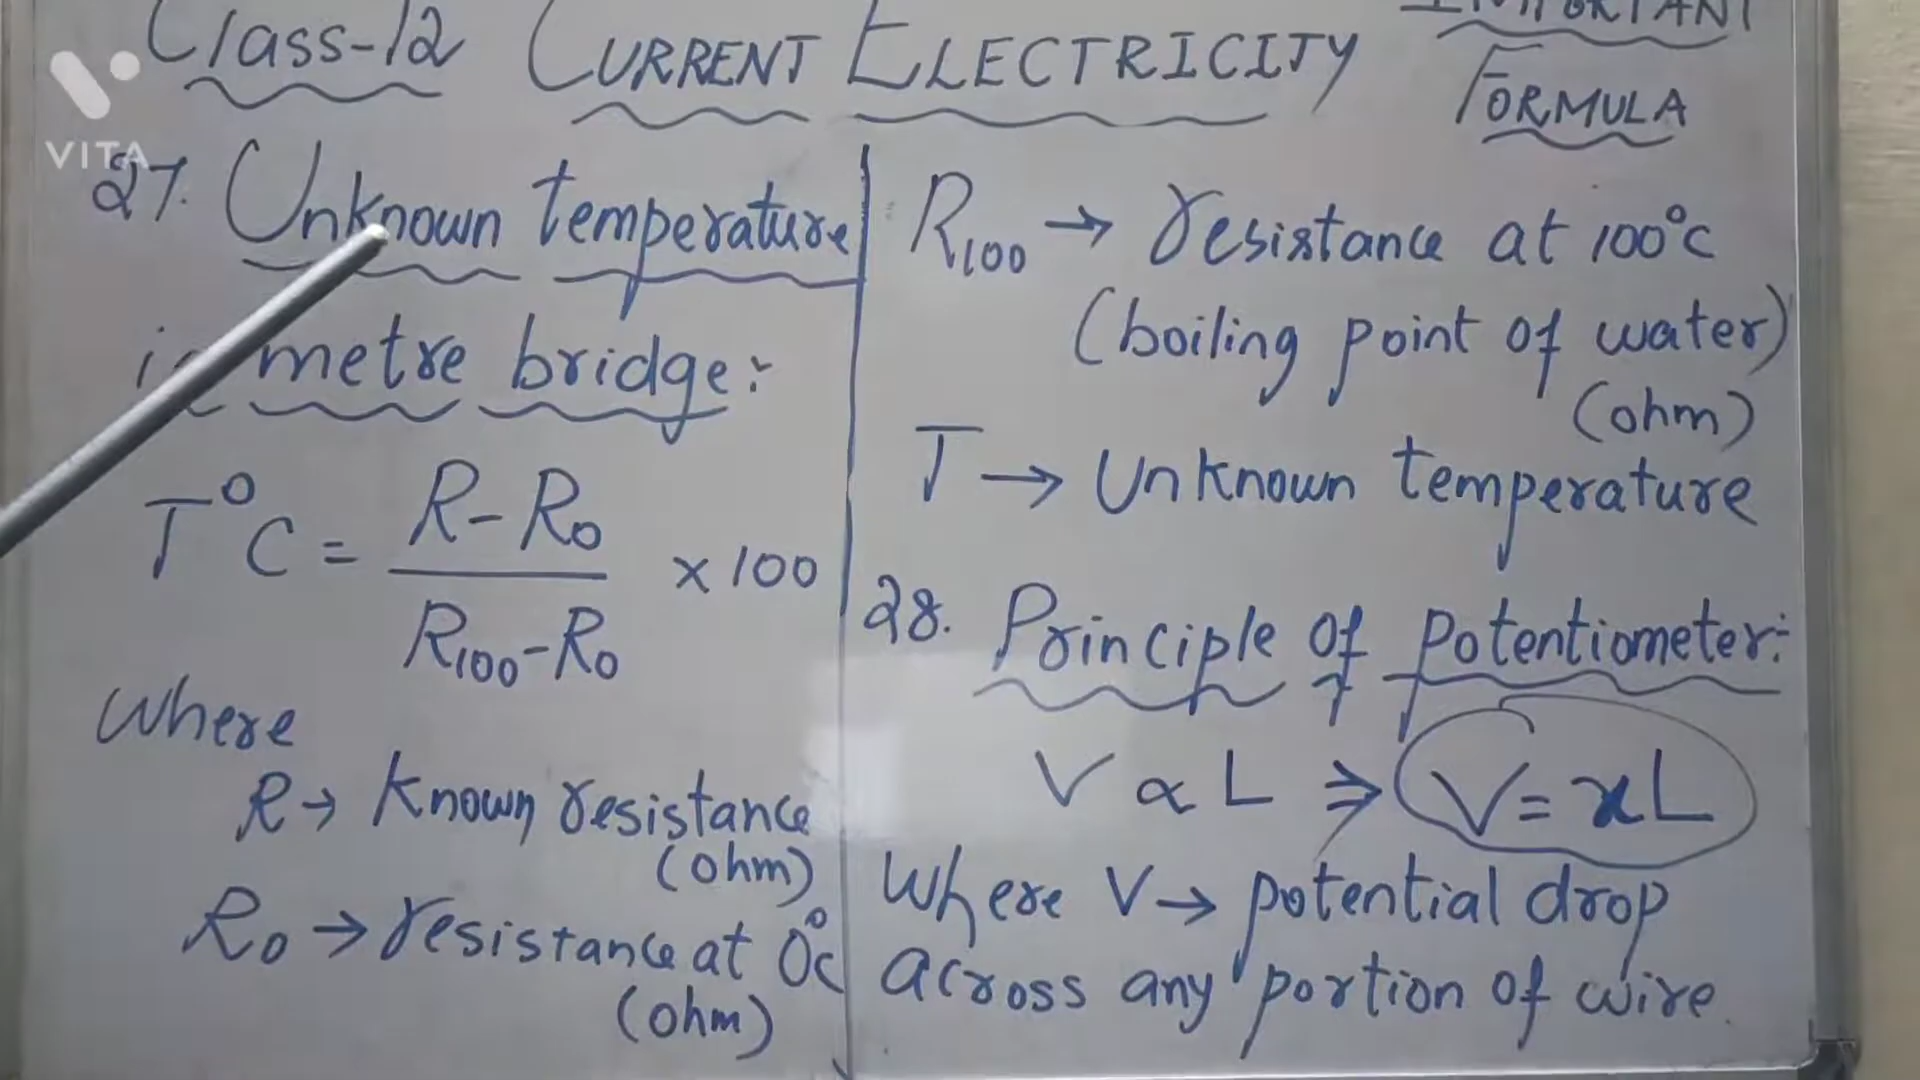 Class-12 CURRENT ELECTRICITY IMPORTANT
FORMULA
VITA
27. Unknown temperature
metre bridge:-
T°C = R-R0 / R100-R0 ×100
Where
R → known resistance
(ohm)
R0 → resistance at 0°C
(ohm)
R100 → resistance at 100°C
(boiling point of water)
(ohm)
T → Unknown temperature
28. Principle of potentiometer:-
V ∝ L ⇒ V = xL
Where V → potential drop
across any portion of wire.